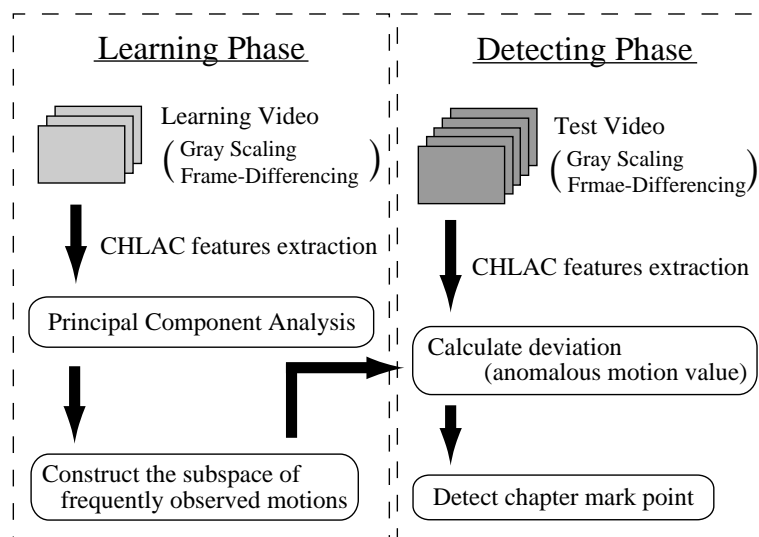 Learning Phase
Learning Video
(Gray Scaling
Frame-Differencing)
CHLAC features extraction
Principal Component Analysis
Construct the subspace of
frequently observed motions
Detecting Phase
Test Video
(Gray Scaling
Frmae-Differencing)
CHLAC features extraction
Calculate deviation
(anomalous motion value)
Detect chapter mark point